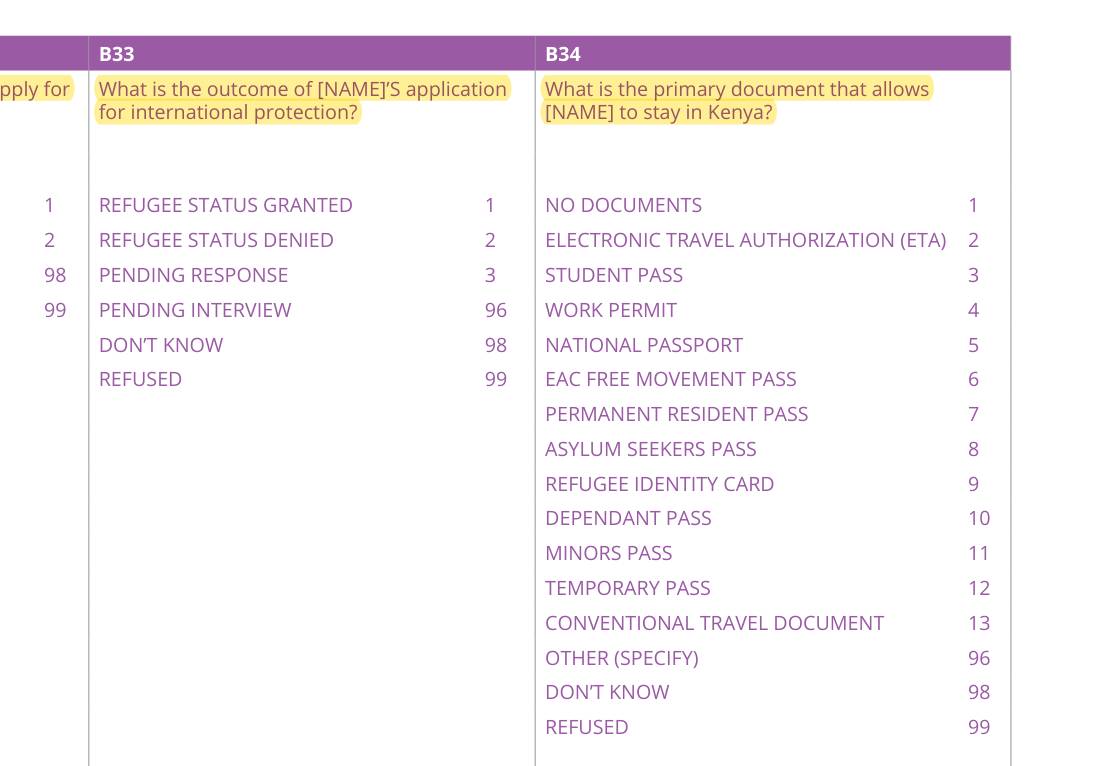 B33
B34
pply for
What is the outcome of [NAME]’S application
for international protection?
What is the primary document that allows
[NAME] to stay in Kenya?
1
2
98
99
REFUGEE STATUS GRANTED 1
REFUGEE STATUS DENIED 2
PENDING RESPONSE 3
PENDING INTERVIEW 96
DON’T KNOW 98
REFUSED 99
NO DOCUMENTS 1
ELECTRONIC TRAVEL AUTHORIZATION (ETA) 2
STUDENT PASS 3
WORK PERMIT 4
NATIONAL PASSPORT 5
EAC FREE MOVEMENT PASS 6
PERMANENT RESIDENT PASS 7
ASYLUM SEEKERS PASS 8
REFUGEE IDENTITY CARD 9
DEPENDANT PASS 10
MINORS PASS 11
TEMPORARY PASS 12
CONVENTIONAL TRAVEL DOCUMENT 13
OTHER (SPECIFY) 96
DON’T KNOW 98
REFUSED 99